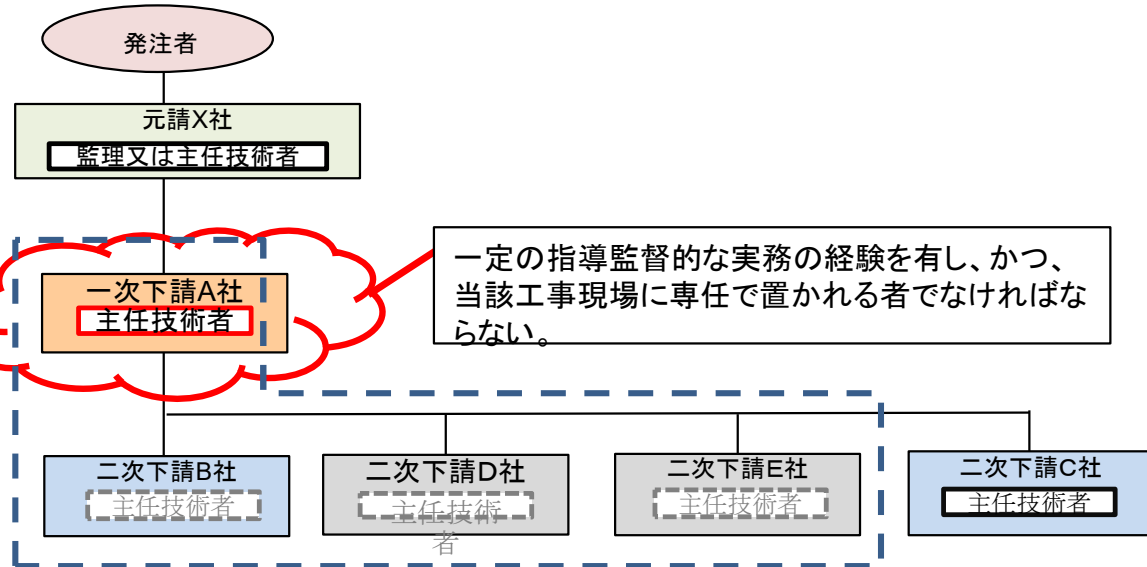 発注者
元請X社
監理又は主任技術者
一定の指導監督的な実務の経験を有し、かつ、
当該工事現場に専任で置かれる者でなければな
らない。
一次下請A社
主任技術者
二次下請B社
主任技術者
二次下請D社
主任技術
者
二次下請E社
主任技術者
二次下請C社
主任技術者